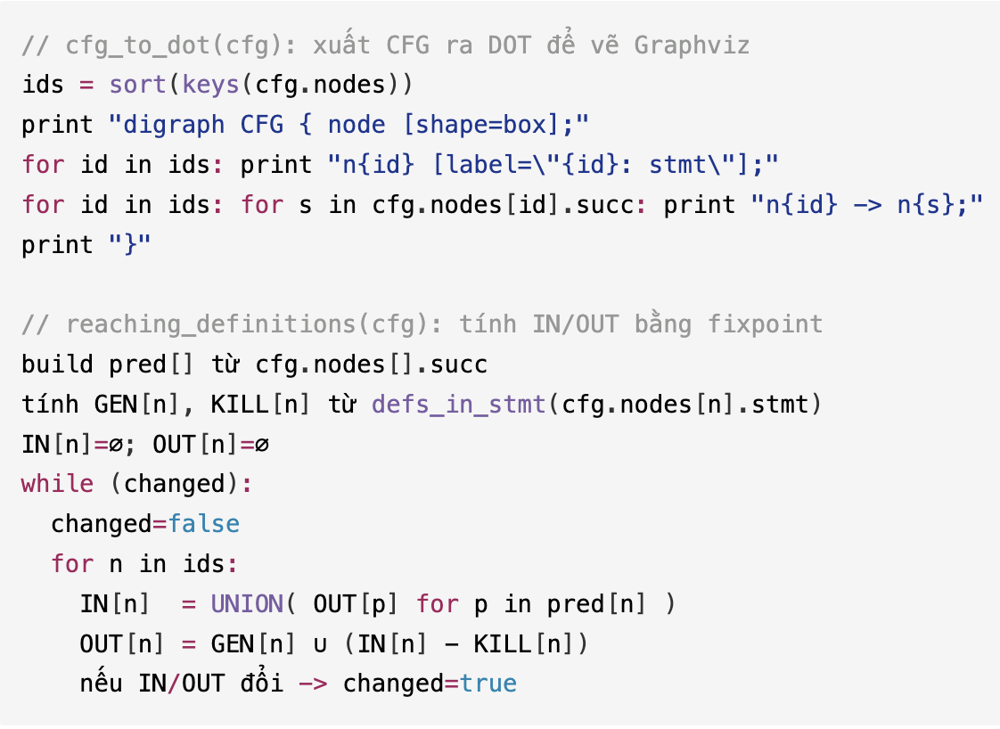 // cfg_to_dot(cfg): xuất CFG ra DOT để vẽ Graphviz
ids = sort(keys(cfg.nodes))
print "digraph CFG { node [shape=box];"
for id in ids: print "n{id} [label=\"{id}: stmt\"];"
for id in ids: for s in cfg.nodes[id].succ: print "n{id} -> n{s};"
print "}"

// reaching_definitions(cfg): tính IN/OUT bằng fixpoint
build pred[] từ cfg.nodes[].succ
tính GEN[n], KILL[n] từ defs_in_stmt(cfg.nodes[n].stmt)
IN[n]=∅; OUT[n]=∅
while (changed):
  changed=false
  for n in ids:
    IN[n]  = UNION( OUT[p] for p in pred[n] )
    OUT[n] = GEN[n] ∪ (IN[n] − KILL[n])
    nếu IN/OUT đổi -> changed=true